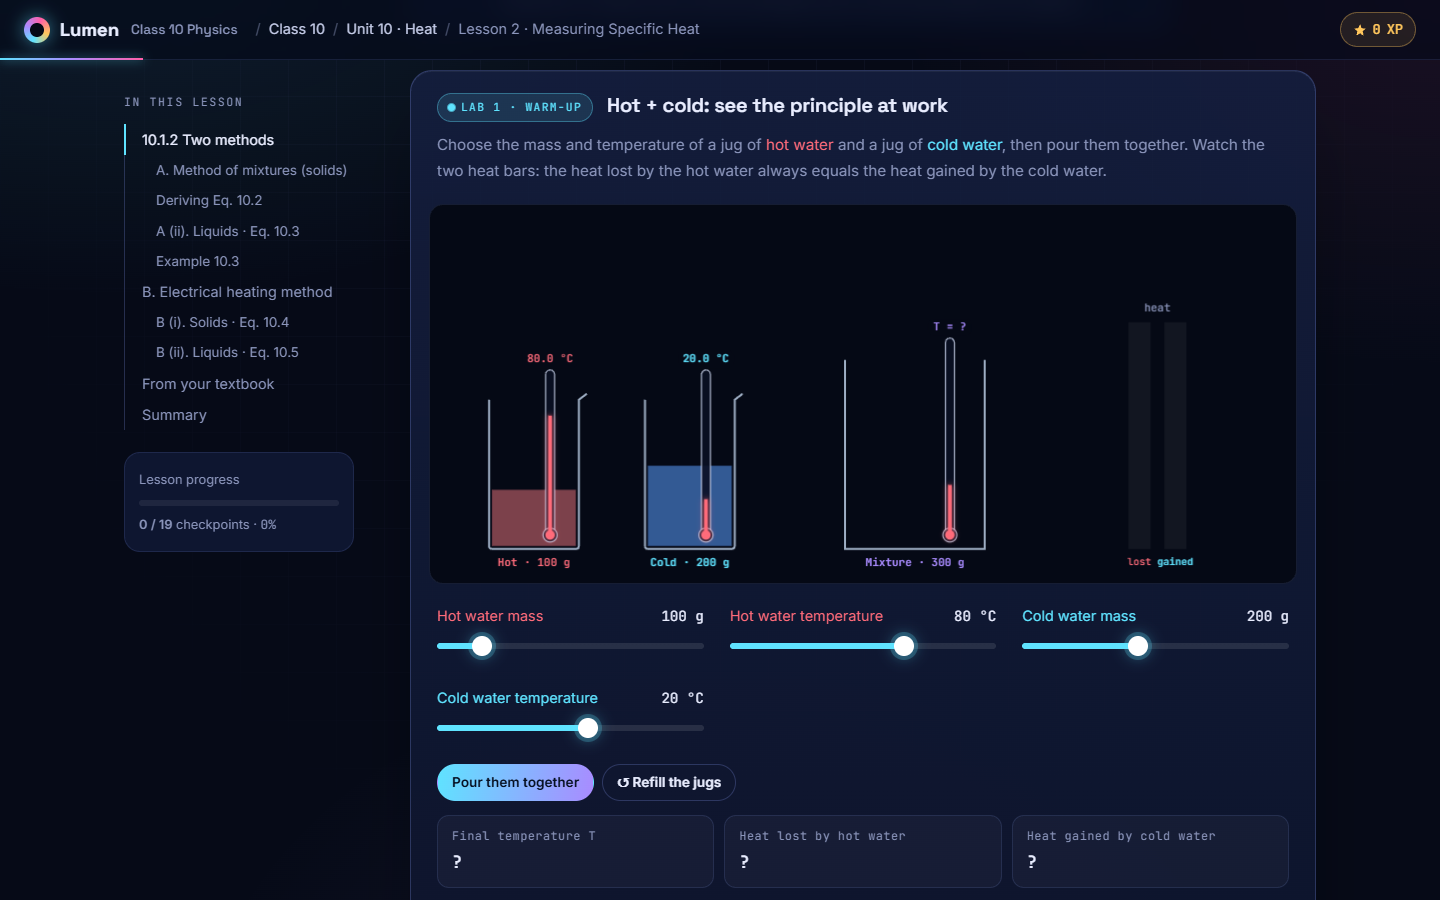 Lumen Class 10 Physics / Class 10 / Unit 10 · Heat / Lesson 2 · Measuring Specific Heat
★ 0 XP
IN THIS LESSON
10.1.2 Two methods
A. Method of mixtures (solids)
Deriving Eq. 10.2
A (ii). Liquids · Eq. 10.3
Example 10.3
B. Electrical heating method
B (i). Solids · Eq. 10.4
B (ii). Liquids · Eq. 10.5
From your textbook
Summary
Lesson progress
0 / 19 checkpoints · 0%
LAB 1 · WARM-UP
Hot + cold: see the principle at work
Choose the mass and temperature of a jug of hot water and a jug of cold water, then pour them together. Watch the
two heat bars: the heat lost by the hot water always equals the heat gained by the cold water.
80.0 °C
20.0 °C
T = ?
heat
Hot · 100 g
Cold · 200 g
Mixture · 300 g
lost gained
Hot water mass 100 g
Hot water temperature 80 °C
Cold water mass 200 g
Cold water temperature 20 °C
Pour them together
↺ Refill the jugs
Final temperature T
?
Heat lost by hot water
?
Heat gained by cold water
?